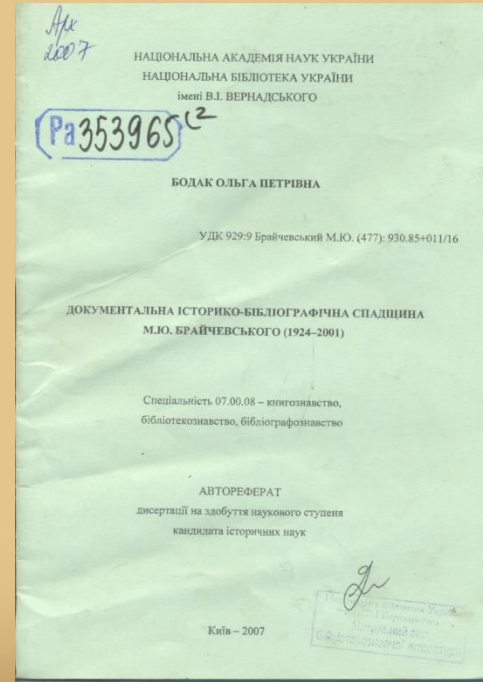 Арх
2007
НАЦІОНАЛЬНА АКАДЕМІЯ НАУК УКРАЇНИ
НАЦІОНАЛЬНА БІБЛІОТЕКА УКРАЇНИ
імені В.І. ВЕРНАДСЬКОГО
Ра353965
БОДАК ОЛЬГА ПЕТРІВНА
УДК 929:9 Брайчевський М.Ю. (477): 930.85+011/16
ДОКУМЕНТАЛЬНА ІСТОРИКО-БІБЛІОГРАФІЧНА СПАДЩИНА
М.Ю. БРАЙЧЕВСЬКОГО (1924–2001)
Спеціальність 07.00.08 – книгознавство,
бібліотекознавство, бібліографознавство
АВТОРЕФЕРАТ
дисертації на здобуття наукового ступеня
кандидата історичних наук
Київ – 2007